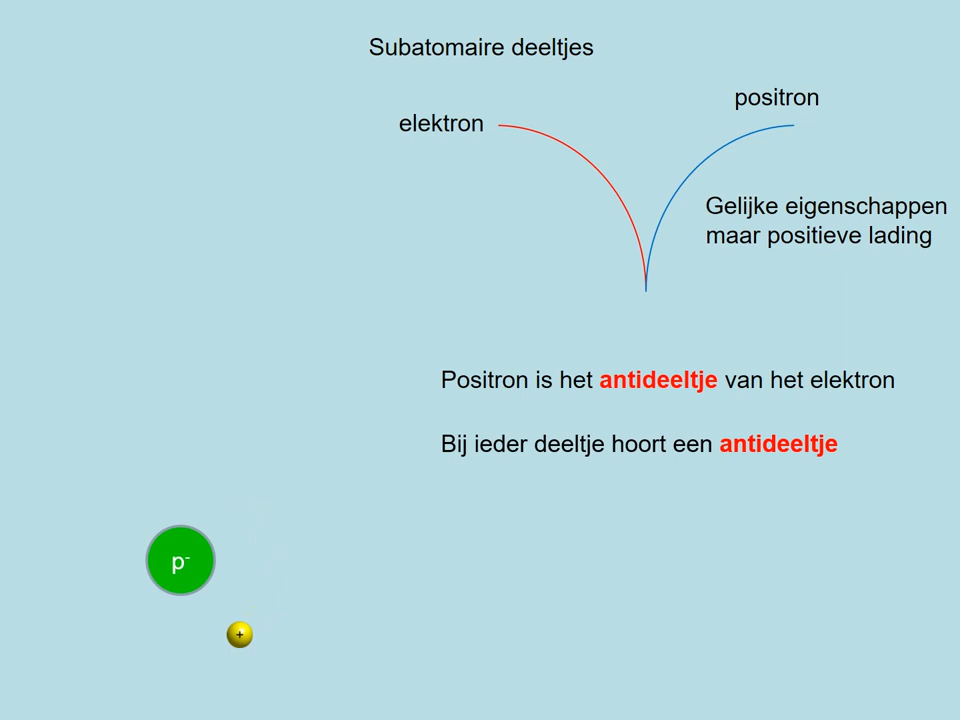 Subatomaire deeltjes
positron
elektron
Gelijke eigenschappen
maar positieve lading
Positron is het antideeltje van het elektron
Bij ieder deeltje hoort een antideeltje
p⁻
+